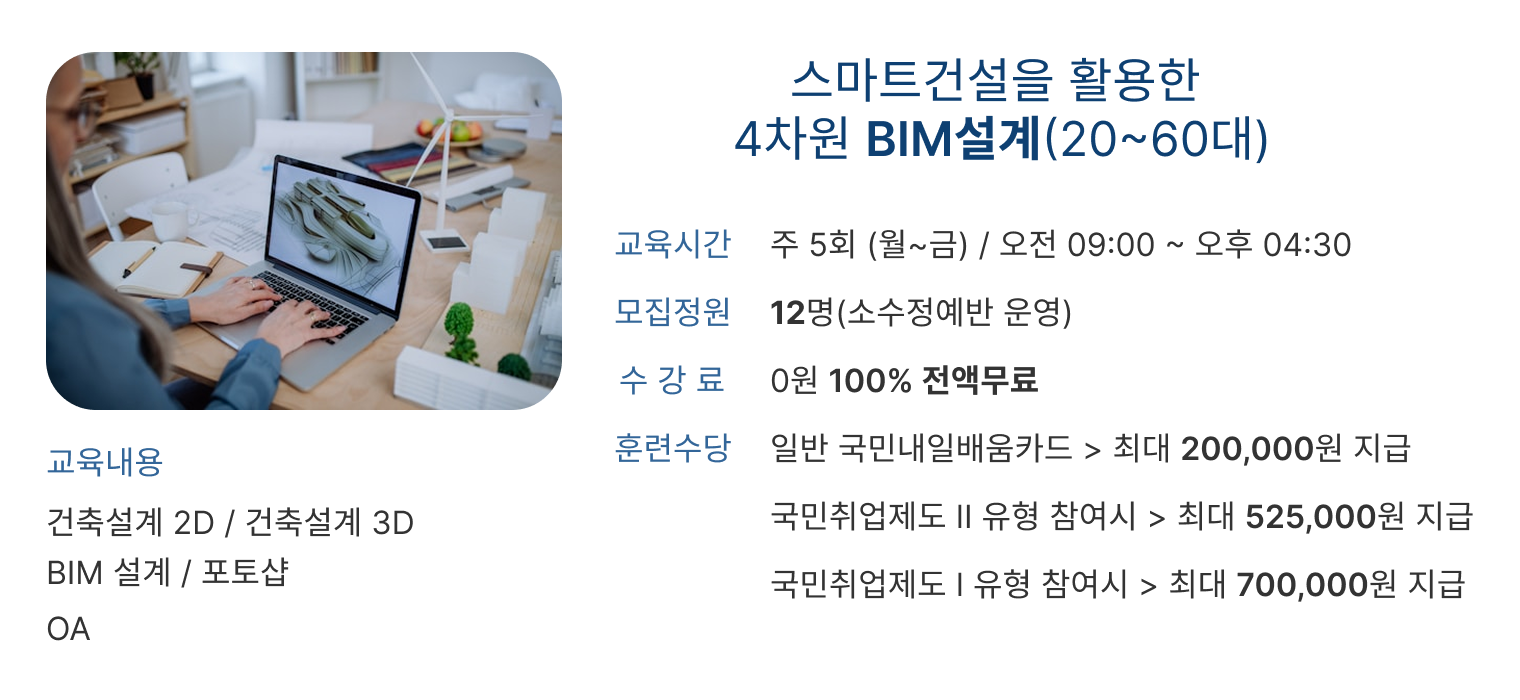 스마트건설을 활용한
4차원 BIM설계(20~60대)
교육시간 주 5회 (월~금) / 오전 09:00 ~ 오후 04:30
모집정원 12명(소수정예반 운영)
수 강 료 0원 100% 전액무료
훈련수당 일반 국민내일배움카드 > 최대 200,000원 지급
국민취업제도 II 유형 참여시 > 최대 525,000원 지급
국민취업제도 I 유형 참여시 > 최대 700,000원 지급
교육내용
건축설계 2D / 건축설계 3D
BIM 설계 / 포토샵
OA